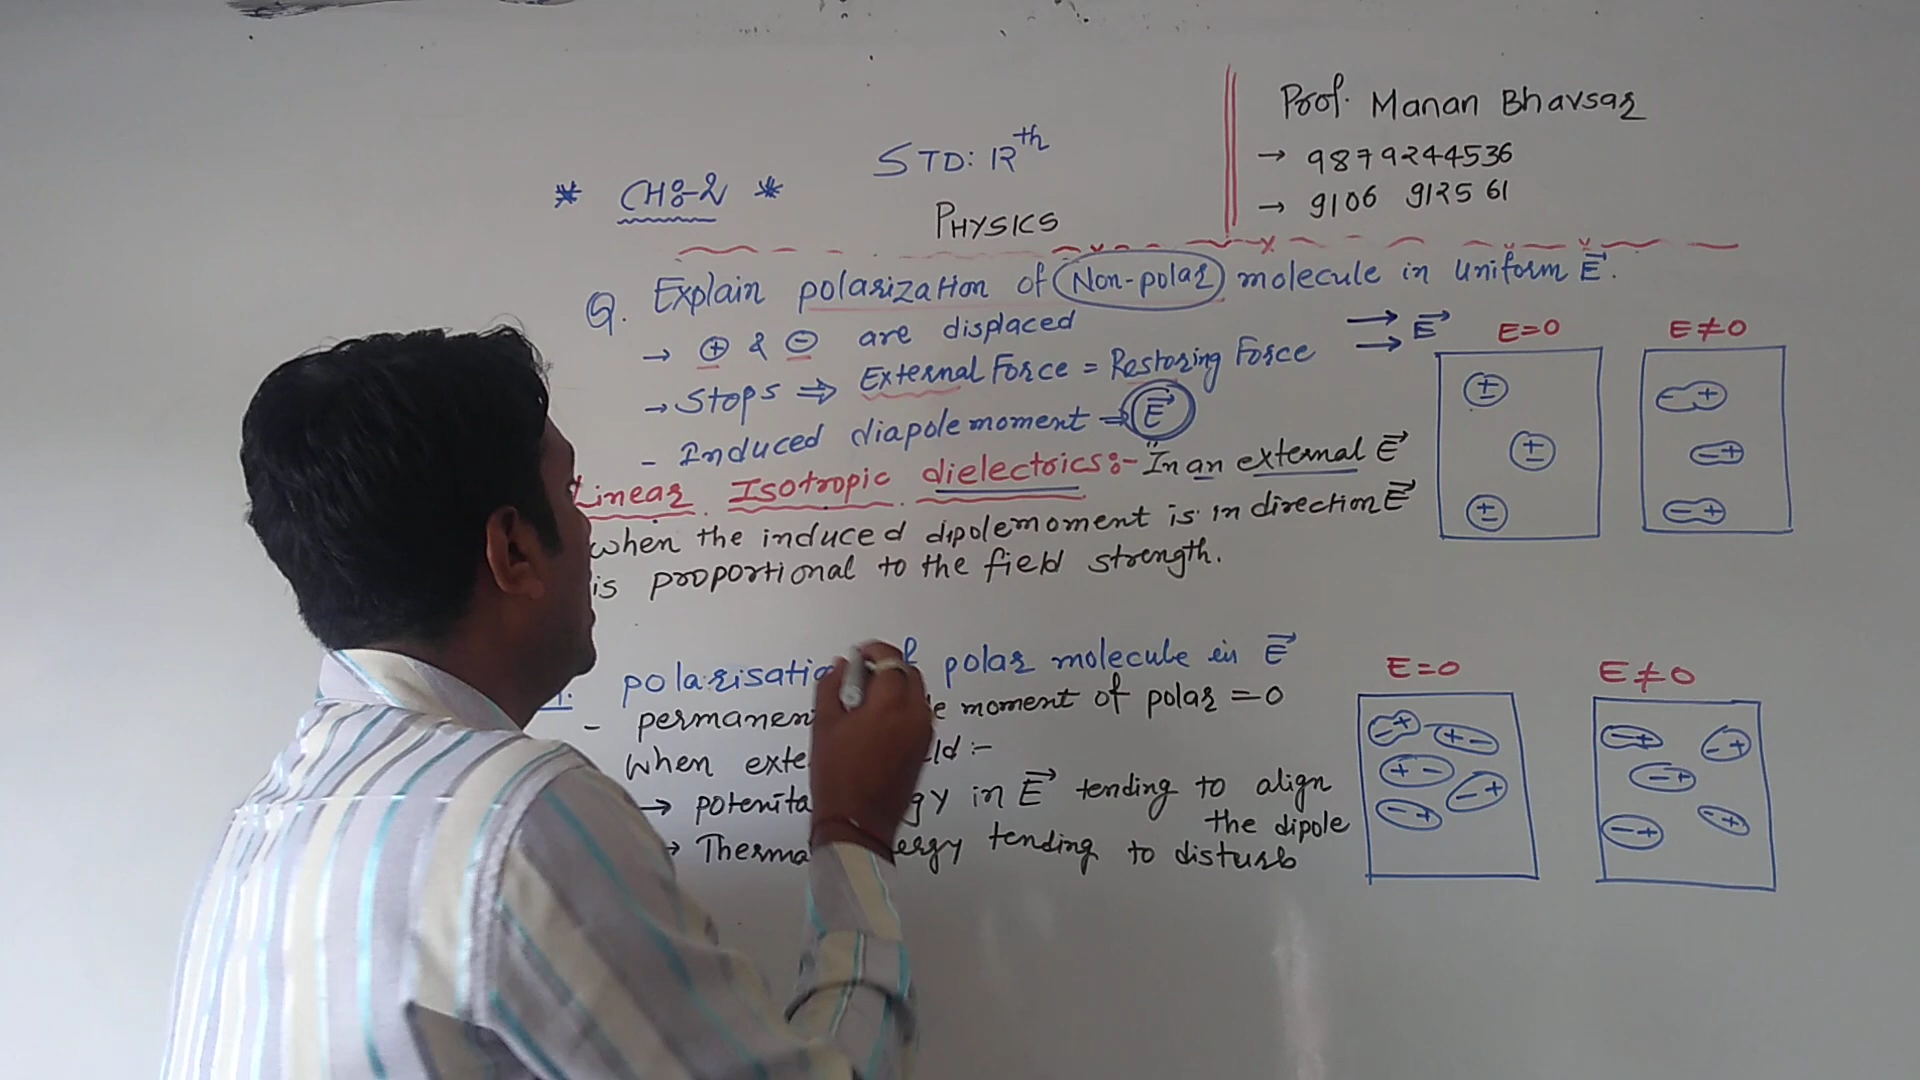 Prof. Manan Bhavsar
→ 9879244536
→ 9106 9125 61
STD: 12th
* CH:-2 *
PHYSICS
Q. Explain polarization of Non-polar molecule in uniform E.
→ + & - are displaced
→ Stops ⇒ External Force = Restoring Force
→ E
- Induced diapole moment → E
Linear Isotropic dielectrics:- In an external E
when the induced dipole moment is in direction E
is proportional to the field strength.
E=0
E≠0
± ± ±
- + - + - +
polarisation of polar molecule in E
- permanen moment of polar = 0
When exte ld :-
→ potenita gy in E tending to align
the dipole
→ Therma ergy tending to disturb
E=0
E≠0
- + + - + - - + - +
- + - + - + - + - +